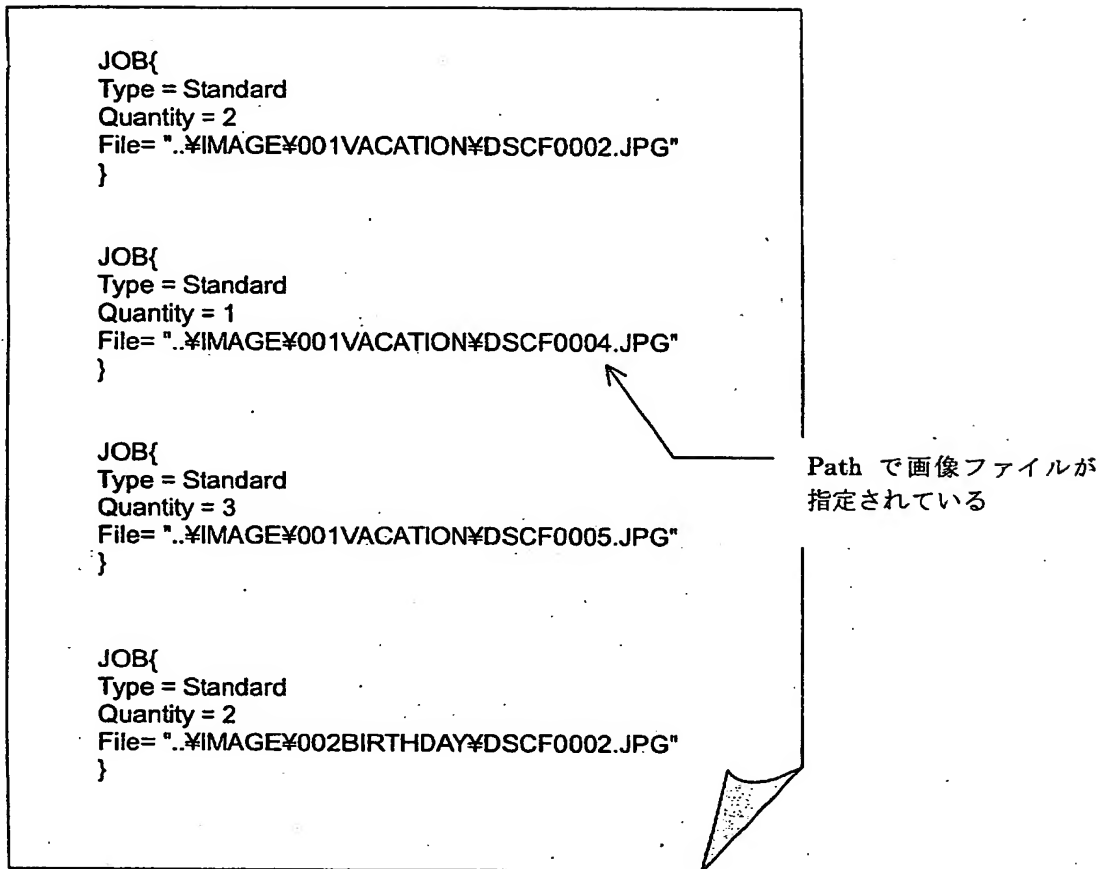 JOB{
Type = Standard
Quantity = 2
File= "..¥IMAGE¥001VACATION¥DSCF0002.JPG"
}
JOB{
Type = Standard
Quantity = 1
File= "..¥IMAGE¥001VACATION¥DSCF0004.JPG"
}
JOB{
Type = Standard
Quantity = 3
File= "..¥IMAGE¥001VACATION¥DSCF0005.JPG"
}
JOB{
Type = Standard
Quantity = 2
File= "..¥IMAGE¥002BIRTHDAY¥DSCF0002.JPG"
}
Path で画像ファイルが
指定されている